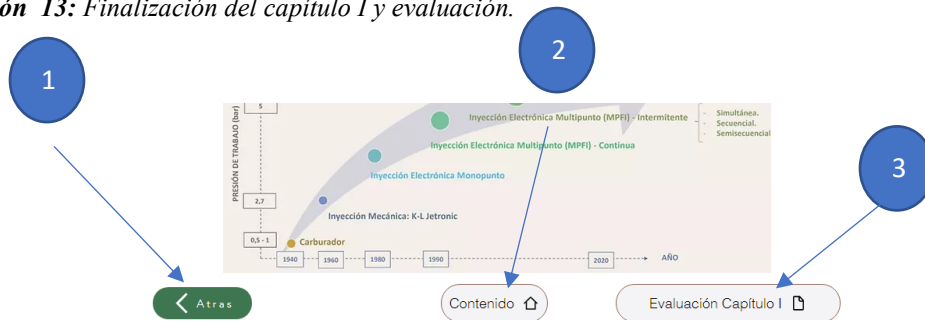 ón 13: Finalización del capítulo I y evaluación.
1
2
3
PRESIÓN DE TRABAJO (bar)
5
2,7
0,5 - 1
Inyección Electrónica Multipunto (MPFI) - Intermitente
- Simultánea.
- Secuencial.
- Semisecuencial
Inyección Electrónica Multipunto (MPFI) - Continua
Inyección Electrónica Monopunto
Inyección Mecánica: K-L Jetronic
Carburador
1940 1960 1980 1990 2020 AÑO
Atras
Contenido
Evaluación Capítulo I